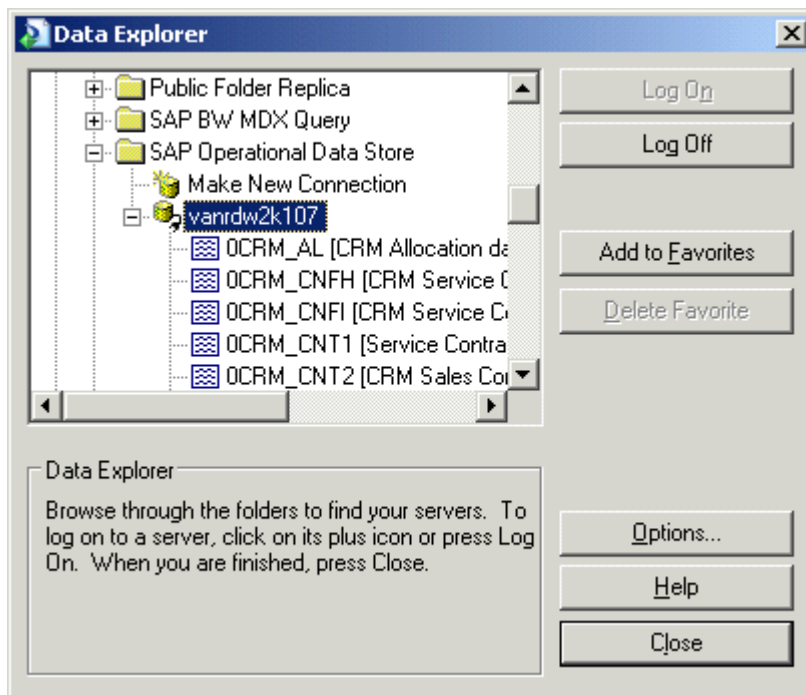 Data Explorer
Public Folder Replica
SAP BW MDX Query
SAP Operational Data Store
Make New Connection
vanrdw2k107
0CRM_AL [CRM Allocation da
0CRM_CNFH [CRM Service C
0CRM_CNFI [CRM Service Co
0CRM_CNT1 [Service Contra
0CRM_CNT2 [CRM Sales Co
Log On
Log Off
Add to Favorites
Delete Favorite
Data Explorer
Browse through the folders to find your servers. To
log on to a server, click on its plus icon or press Log
On. When you are finished, press Close.
Options...
Help
Close